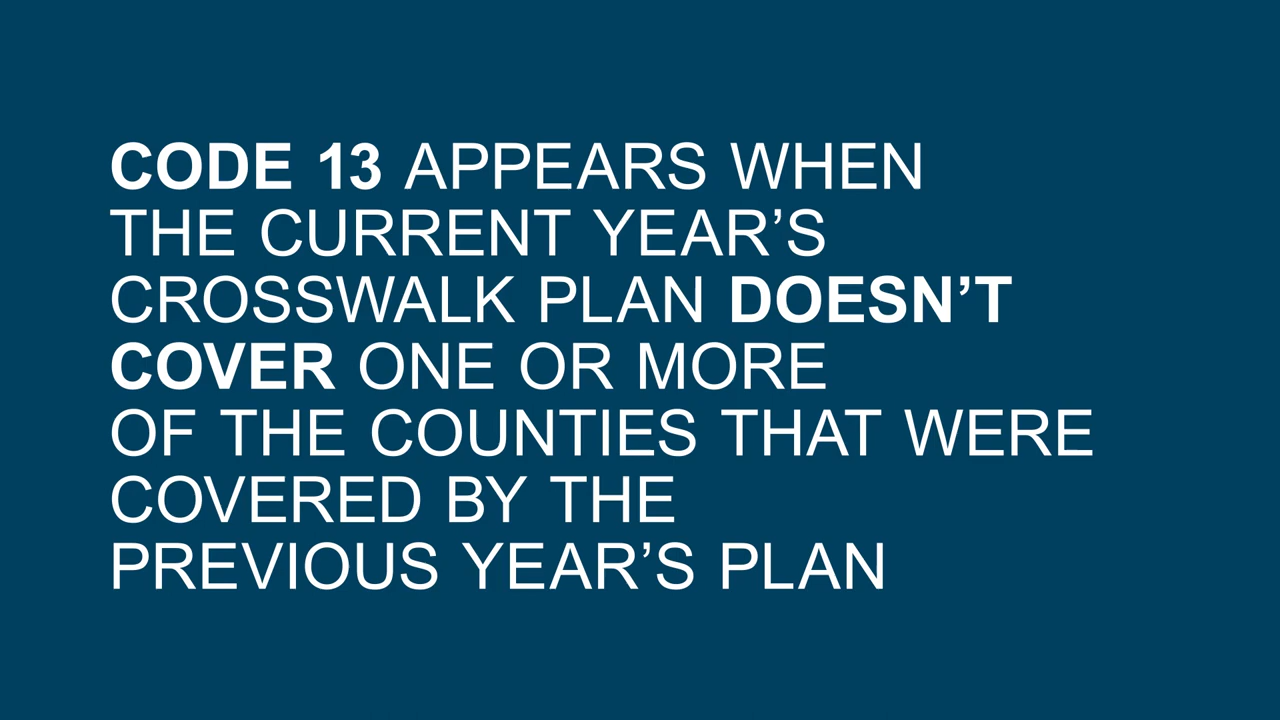 CODE 13 APPEARS WHEN
THE CURRENT YEAR’S
CROSSWALK PLAN DOESN’T
COVER ONE OR MORE
OF THE COUNTIES THAT WERE
COVERED BY THE
PREVIOUS YEAR’S PLAN